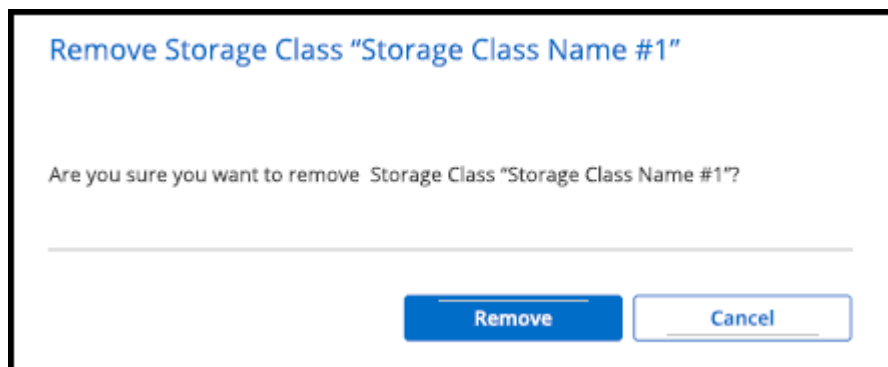 Remove Storage Class “Storage Class Name #1”
Are you sure you want to remove Storage Class “Storage Class Name #1”?
Remove
Cancel